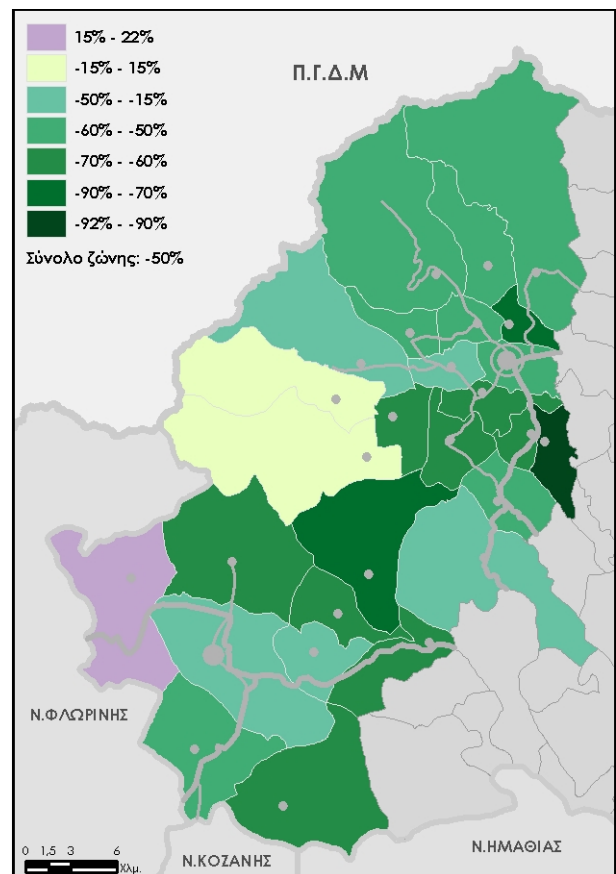 15% - 22%
-15% - 15%
-50% - -15%
-60% - -50%
-70% - -60%
-90% - -70%
-92% - -90%
Σύνολο ζώνης: -50%
Π.Γ.Δ.Μ
Ν.ΦΛΩΡΙΝΗΣ
Ν.ΚΟΖΑΝΗΣ
Ν.ΗΜΑΘΙΑΣ
0 1,5 3 6
Χλμ.